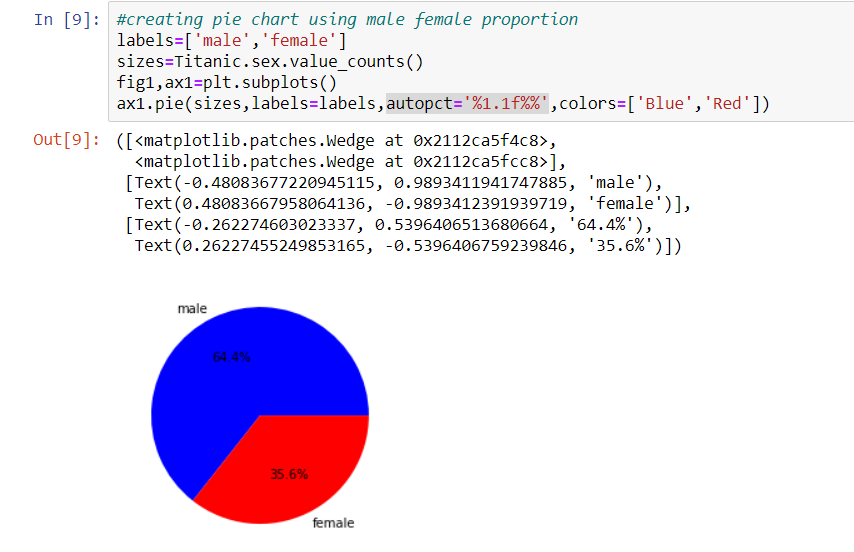 In [9]: #creating pie chart using male female proportion
labels=['male','female']
sizes=Titanic.sex.value_counts()
fig1,ax1=plt.subplots()
ax1.pie(sizes,labels=labels,autopct='%1.1f%%',colors=['Blue','Red'])
Out[9]: ([<matplotlib.patches.Wedge at 0x2112ca5f4c8>,
<matplotlib.patches.Wedge at 0x2112ca5fcc8>],
[Text(-0.48083677220945115, 0.9893411941747885, 'male'),
Text(0.48083667958064136, -0.9893412391939719, 'female')],
[Text(-0.262274603023337, 0.5396406513680664, '64.4%'),
Text(0.26227455249853165, -0.5396406759239846, '35.6%')])
male
64.4%
35.6%
female